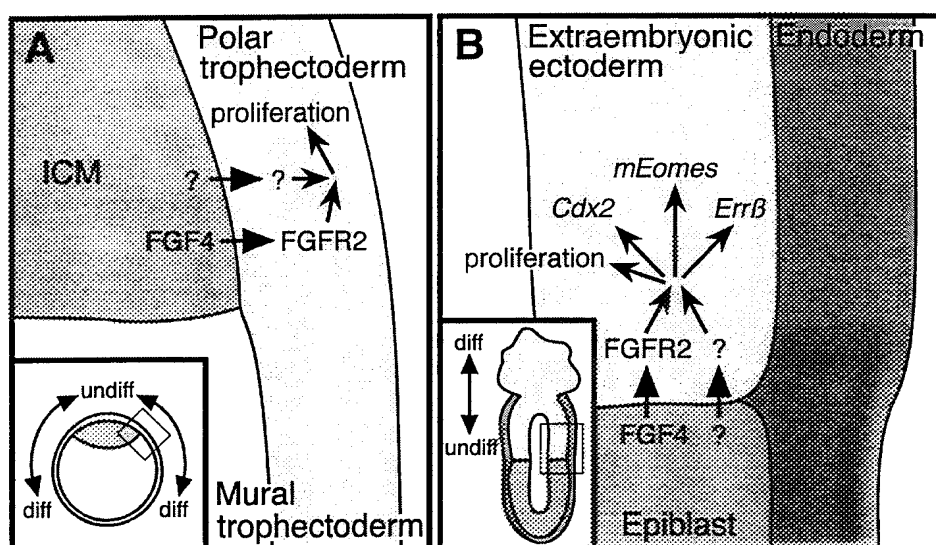 A
Polar
trophectoderm
proliferation
ICM
? ?
FGF4 FGFR2
undiff
diff diff
Mural
trophectoderm
B
Extraembryonic
ectoderm
Endoderm
mEomes
Cdx2 Errß
proliferation
FGFR2 ?
FGF4 ?
diff
undiff
Epiblast